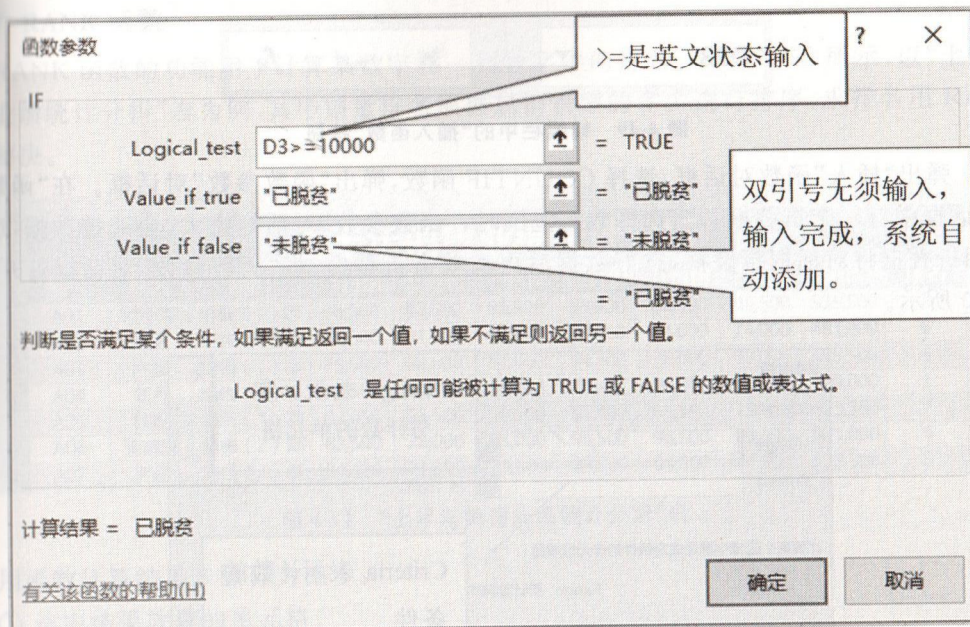 函数参数
?
×
>=是英文状态输入
IF
Logical_test D3>=10000 = TRUE
Value_if_true "已脱贫" = "已脱贫"
Value_if_false "未脱贫" = "未脱贫"
双引号无须输入，
输入完成，系统自
动添加。
= "已脱贫"
判断是否满足某个条件，如果满足返回一个值，如果不满足则返回另一个值。
Logical_test 是任何可能被计算为 TRUE 或 FALSE 的数值或表达式。
计算结果 = 已脱贫
有关该函数的帮助(H)
确定
取消